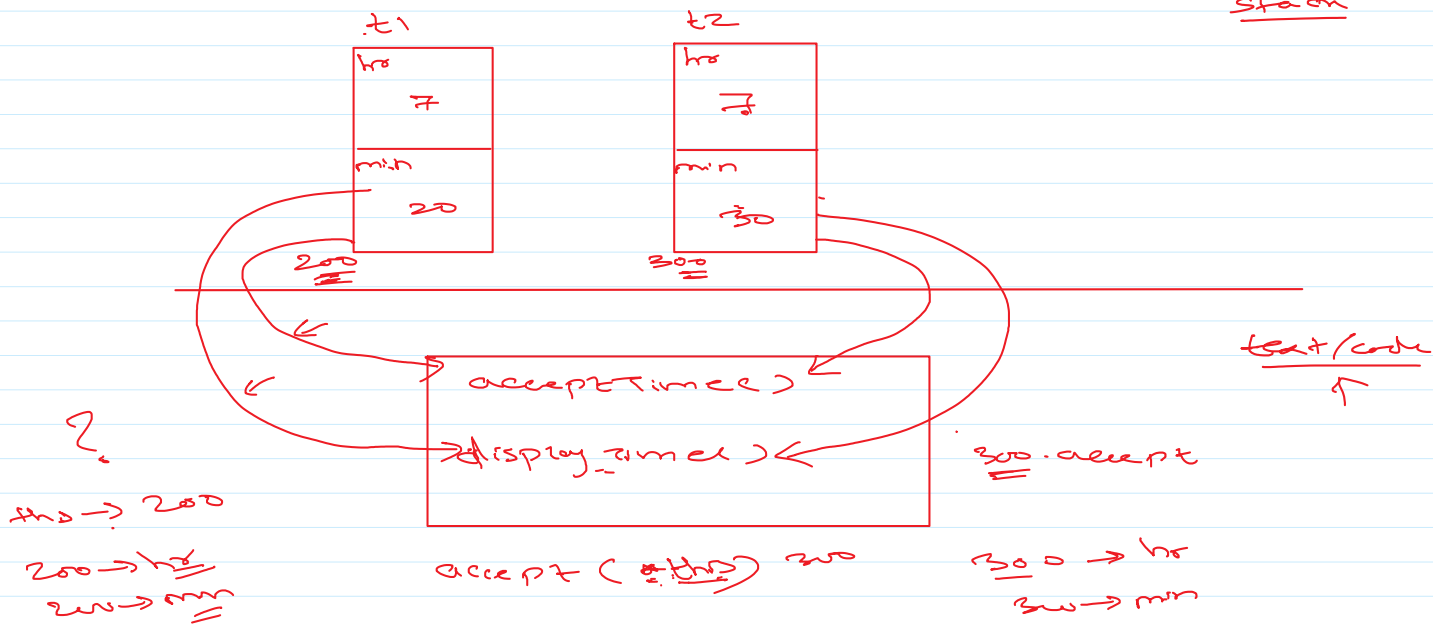 stack
t1 t2
hr hr
7 7
min min
20 30
200 300
text/code
acceptTime()
displayTime()
300.accept
?
this → 200
200 → hr
200 → min
accept (*this) 300
300 → hr
300 → min